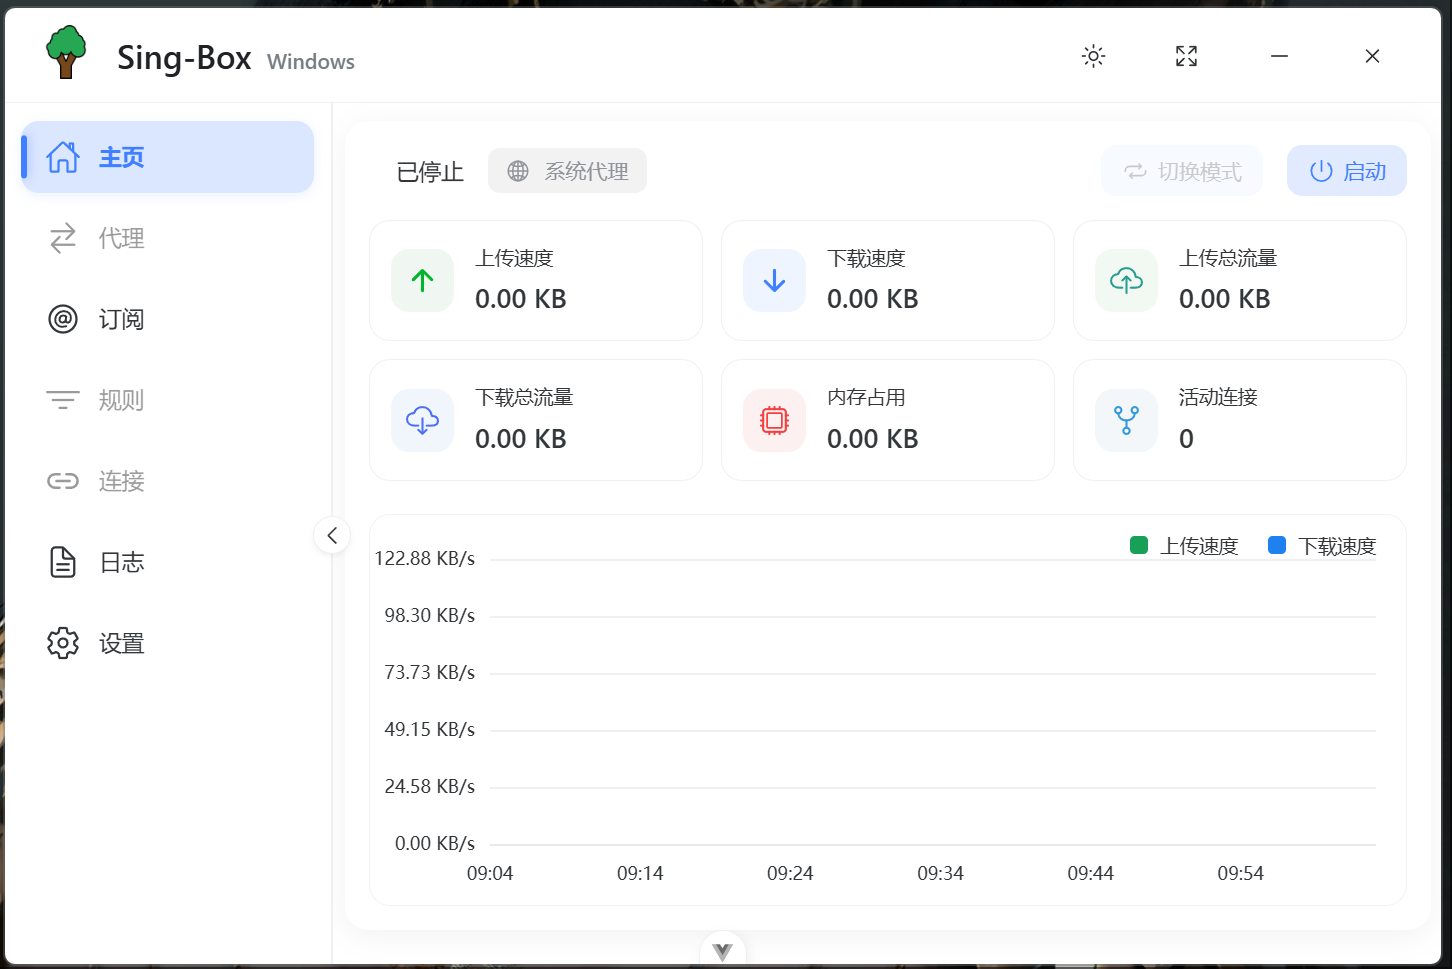 Sing-Box Windows
主页
代理
订阅
规则
连接
日志
设置
已停止 系统代理 切换模式 启动
上传速度
0.00 KB
下载速度
0.00 KB
上传总流量
0.00 KB
下载总流量
0.00 KB
内存占用
0.00 KB
活动连接
0
上传速度 下载速度
122.88 KB/s
98.30 KB/s
73.73 KB/s
49.15 KB/s
24.58 KB/s
0.00 KB/s
09:04 09:14 09:24 09:34 09:44 09:54